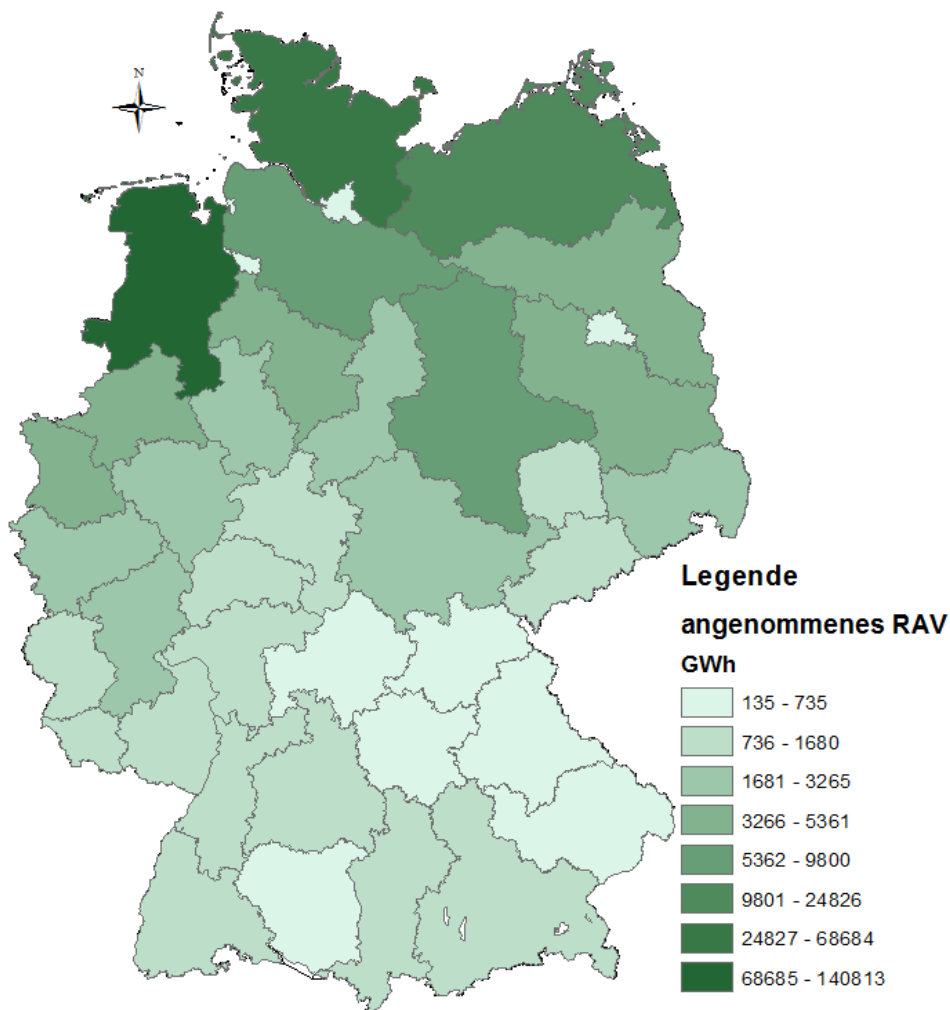 N
Legende
angenommenes RAV
GWh
135 - 735
736 - 1680
1681 - 3265
3266 - 5361
5362 - 9800
9801 - 24826
24827 - 68684
68685 - 140813